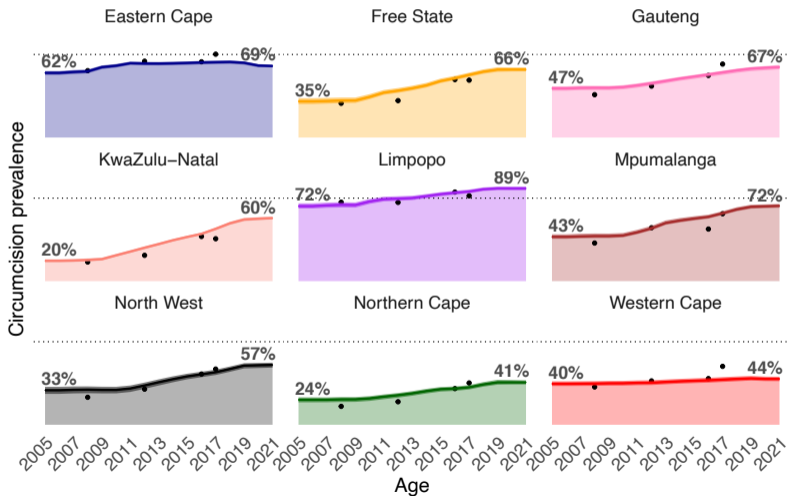 Eastern Cape
Free State
Gauteng
62%
69%
35%
66%
47%
67%
KwaZulu−Natal
Limpopo
Mpumalanga
20%
60%
72%
89%
43%
72%
North West
Northern Cape
Western Cape
33%
57%
24%
41%
40%
44%
2005 2007 2009 2011 2013 2015 2017 2019 2021
2005 2007 2009 2011 2013 2015 2017 2019 2021
2005 2007 2009 2011 2013 2015 2017 2019 2021
Age
Circumcision prevalence